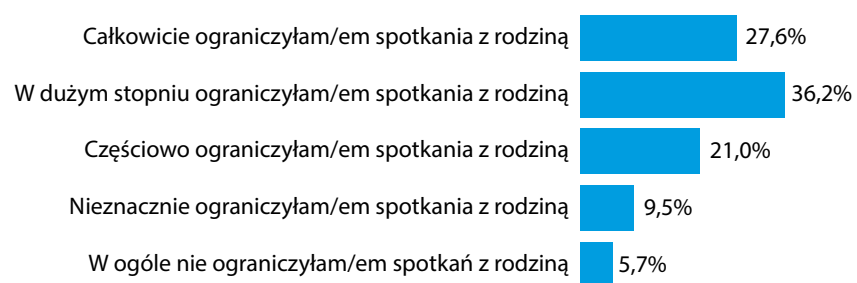 Całkowicie ograniczyłam/em spotkania z rodziną 27,6%
W dużym stopniu ograniczyłam/em spotkania z rodziną 36,2%
Częściowo ograniczyłam/em spotkania z rodziną 21,0%
Nieznacznie ograniczyłam/em spotkania z rodziną 9,5%
W ogóle nie ograniczyłam/em spotkań z rodziną 5,7%